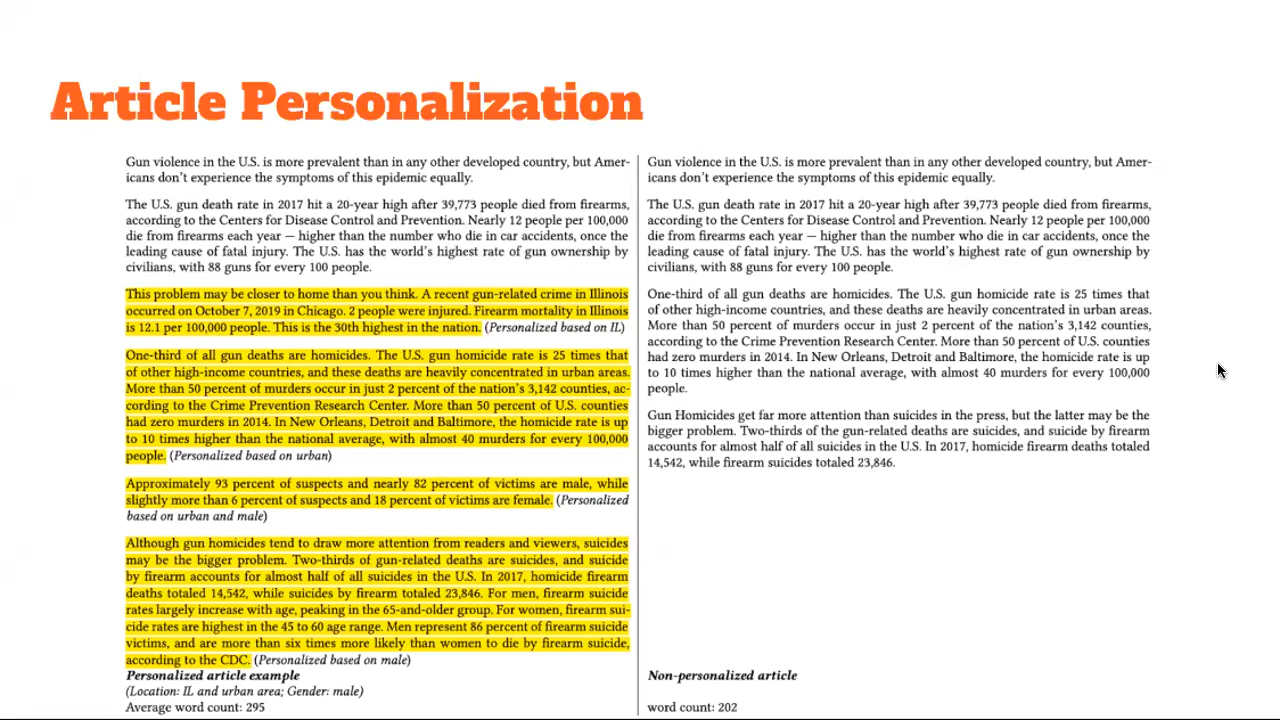 Article Personalization
Gun violence in the U.S. is more prevalent than in any other developed country, but Amer-
icans don't experience the symptoms of this epidemic equally.
The U.S. gun death rate in 2017 hit a 20-year high after 39,773 people died from firearms,
according to the Centers for Disease Control and Prevention. Nearly 12 people per 100,000
die from firearms each year — higher than the number who die in car accidents, once the
leading cause of fatal injury. The U.S. has the world's highest rate of gun ownership by
civilians, with 88 guns for every 100 people.
This problem may be closer to home than you think. A recent gun-related crime in Illinois
occurred on October 7, 2019 in Chicago. 2 people were injured. Firearm mortality in Illinois
is 12.1 per 100,000 people. This is the 30th highest in the nation. (Personalized based on IL)
One-third of all gun deaths are homicides. The U.S. gun homicide rate is 25 times that
of other high-income countries, and these deaths are heavily concentrated in urban areas.
More than 50 percent of murders occur in just 2 percent of the nation's 3,142 counties, ac-
cording to the Crime Prevention Research Center. More than 50 percent of U.S. counties
had zero murders in 2014. In New Orleans, Detroit and Baltimore, the homicide rate is up
to 10 times higher than the national average, with almost 40 murders for every 100,000
people. (Personalized based on urban)
Approximately 93 percent of suspects and nearly 82 percent of victims are male, while
slightly more than 6 percent of suspects and 18 percent of victims are female. (Personalized
based on urban and male)
Although gun homicides tend to draw more attention from readers and viewers, suicides
may be the bigger problem. Two-thirds of gun-related deaths are suicides, and suicide
by firearm accounts for almost half of all suicides in the U.S. In 2017, homicide firearm
deaths totaled 14,542, while suicides by firearm totaled 23,846. For men, firearm suicide
rates largely increase with age, peaking in the 65-and-older group. For women, firearm sui-
cide rates are highest in the 45 to 60 age range. Men represent 86 percent of firearm suicide
victims, and are more than six times more likely than women to die by firearm suicide,
according to the CDC. (Personalized based on male)
Personalized article example
(Location: IL and urban area; Gender: male)
Average word count: 295
Gun violence in the U.S. is more prevalent than in any other developed country, but Amer-
icans don't experience the symptoms of this epidemic equally.
The U.S. gun death rate in 2017 hit a 20-year high after 39,773 people died from firearms,
according to the Centers for Disease Control and Prevention. Nearly 12 people per 100,000
die from firearms each year — higher than the number who die in car accidents, once the
leading cause of fatal injury. The U.S. has the world's highest rate of gun ownership by
civilians, with 88 guns for every 100 people.
One-third of all gun deaths are homicides. The U.S. gun homicide rate is 25 times that
of other high-income countries, and these deaths are heavily concentrated in urban areas.
More than 50 percent of murders occur in just 2 percent of the nation's 3,142 counties,
according to the Crime Prevention Research Center. More than 50 percent of U.S. counties
had zero murders in 2014. In New Orleans, Detroit and Baltimore, the homicide rate is up
to 10 times higher than the national average, with almost 40 murders for every 100,000
people.
Gun Homicides get far more attention than suicides in the press, but the latter may be the
bigger problem. Two-thirds of the gun-related deaths are suicides, and suicide by firearm
accounts for almost half of all suicides in the U.S. In 2017, homicide firearm deaths totaled
14,542, while firearm suicides totaled 23,846.
Non-personalized article
word count: 202